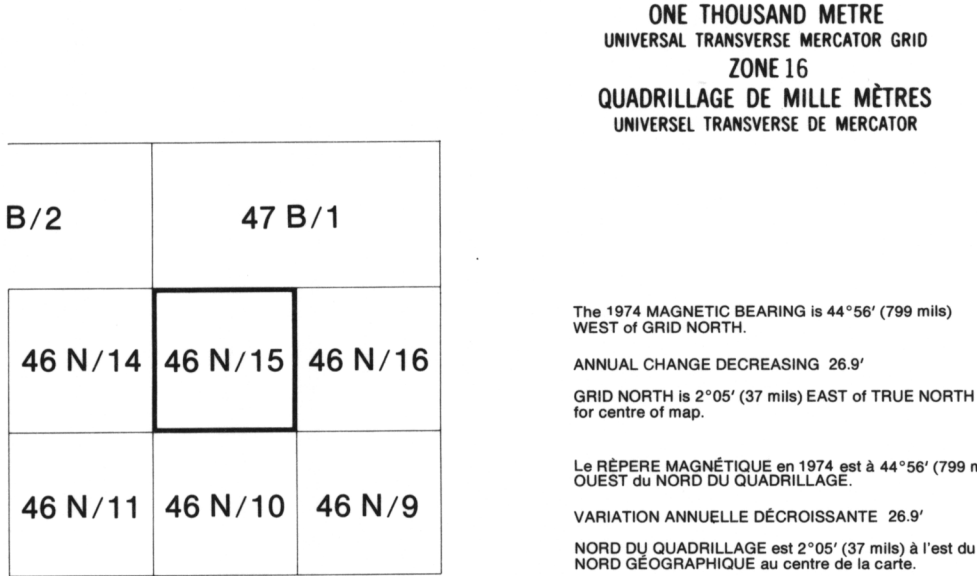 ONE THOUSAND METRE
UNIVERSAL TRANSVERSE MERCATOR GRID
ZONE 16
QUADRILLAGE DE MILLE MÈTRES
UNIVERSEL TRANSVERSE DE MERCATOR
B/2
47 B/1
46 N/14
46 N/15
46 N/16
46 N/11
46 N/10
46 N/9
The 1974 MAGNETIC BEARING is 44°56′ (799 mils)
WEST of GRID NORTH.
ANNUAL CHANGE DECREASING 26.9′
GRID NORTH is 2°05′ (37 mils) EAST of TRUE NORTH
for centre of map.
Le RÈPERE MAGNÉTIQUE en 1974 est à 44°56′ (799 m
OUEST du NORD DU QUADRILLAGE.
VARIATION ANNUELLE DÉCROISSANTE 26.9′
NORD DU QUADRILLAGE est 2°05′ (37 mils) à l'est du
NORD GÉOGRAPHIQUE au centre de la carte.